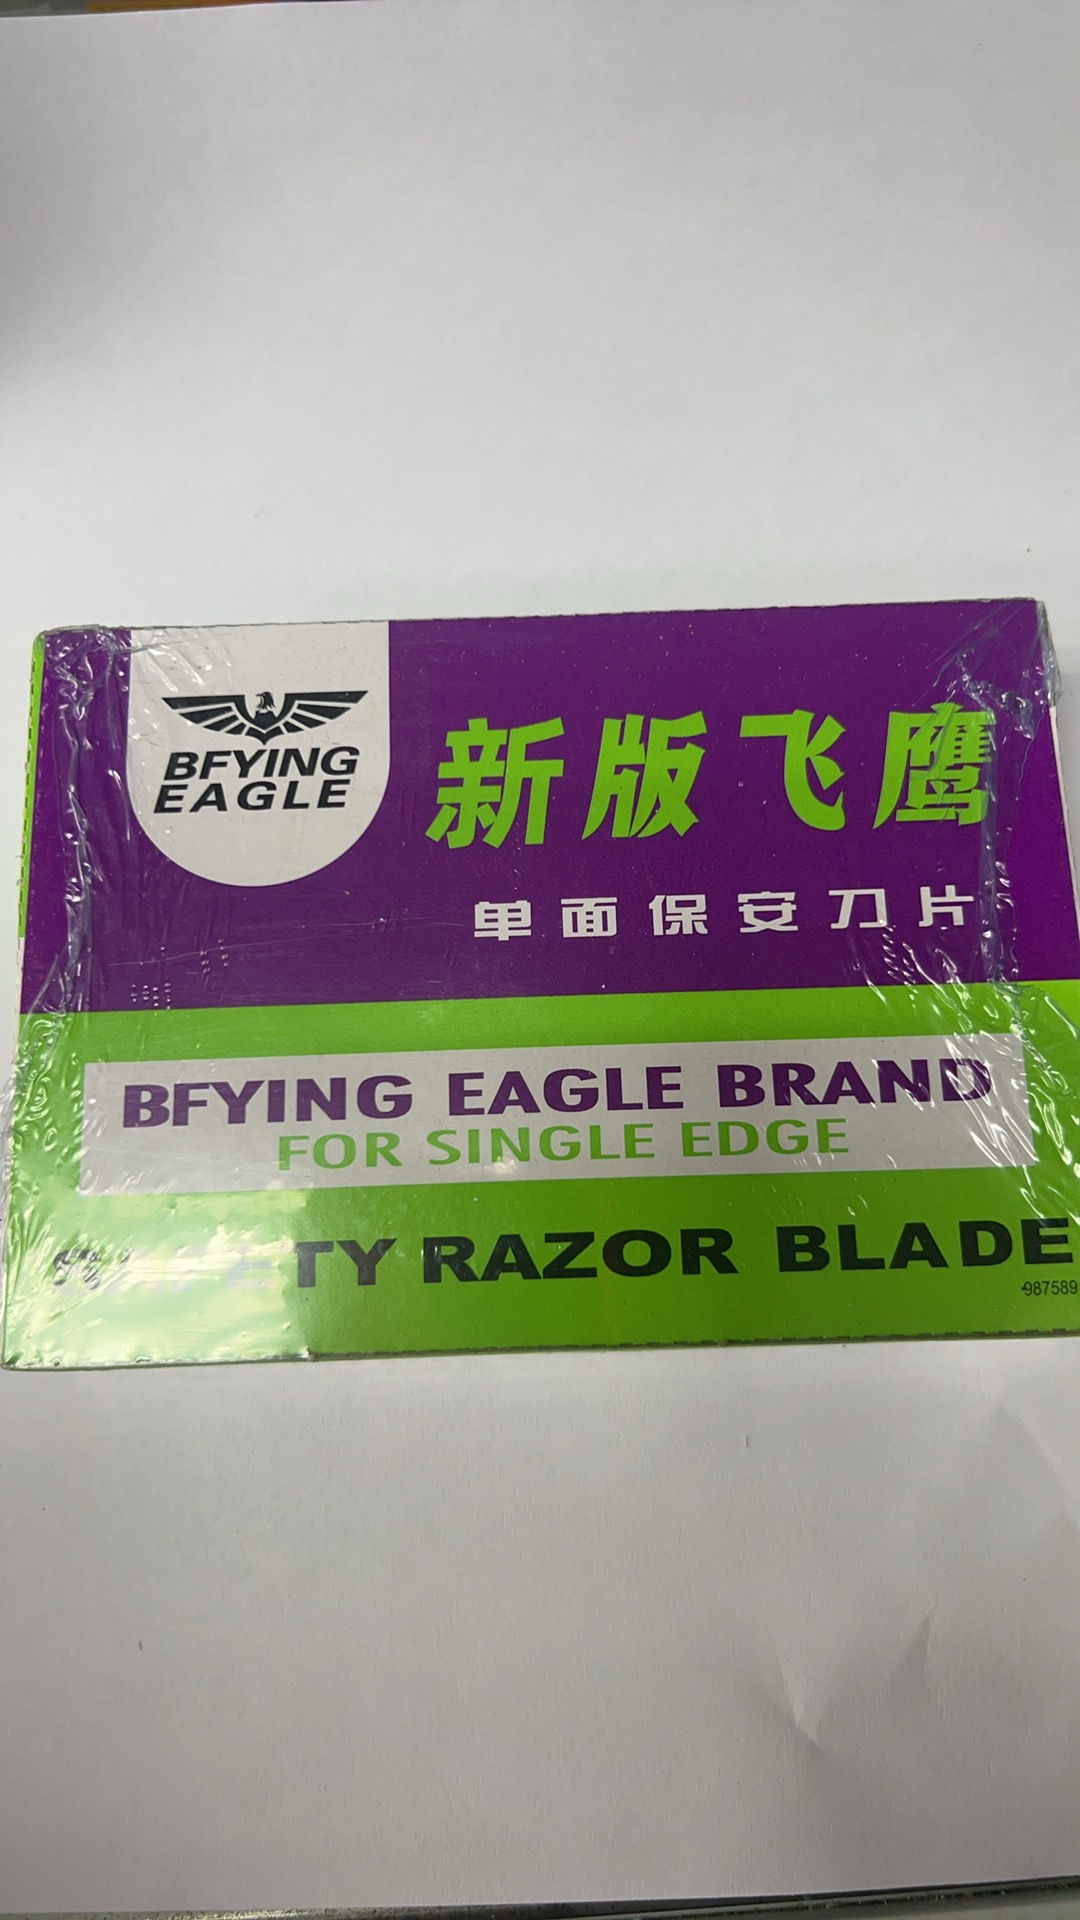 BFYING
EAGLE
新版飞鹰
单面保安刀片
BFYING EAGLE BRAND
FOR SINGLE EDGE
TY RAZOR BLADE
987589